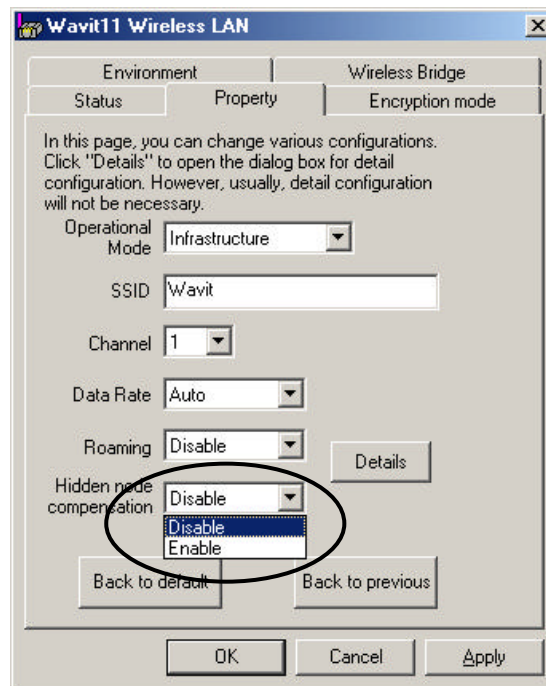 Wavit11 Wireless LAN
Environment
Wireless Bridge
Status
Property
Encryption mode
In this page, you can change various configurations.
Click "Details" to open the dialog box for detail
configuration. However, usually, detail configuration
will not be necessary.
Operational
Mode
Infrastructure
SSID
Wavit
Channel
1
Data Rate
Auto
Roaming
Disable
Details
Hidden node
compensation
Disable
Disable
Enable
Back to default
Back to previous
OK
Cancel
Apply